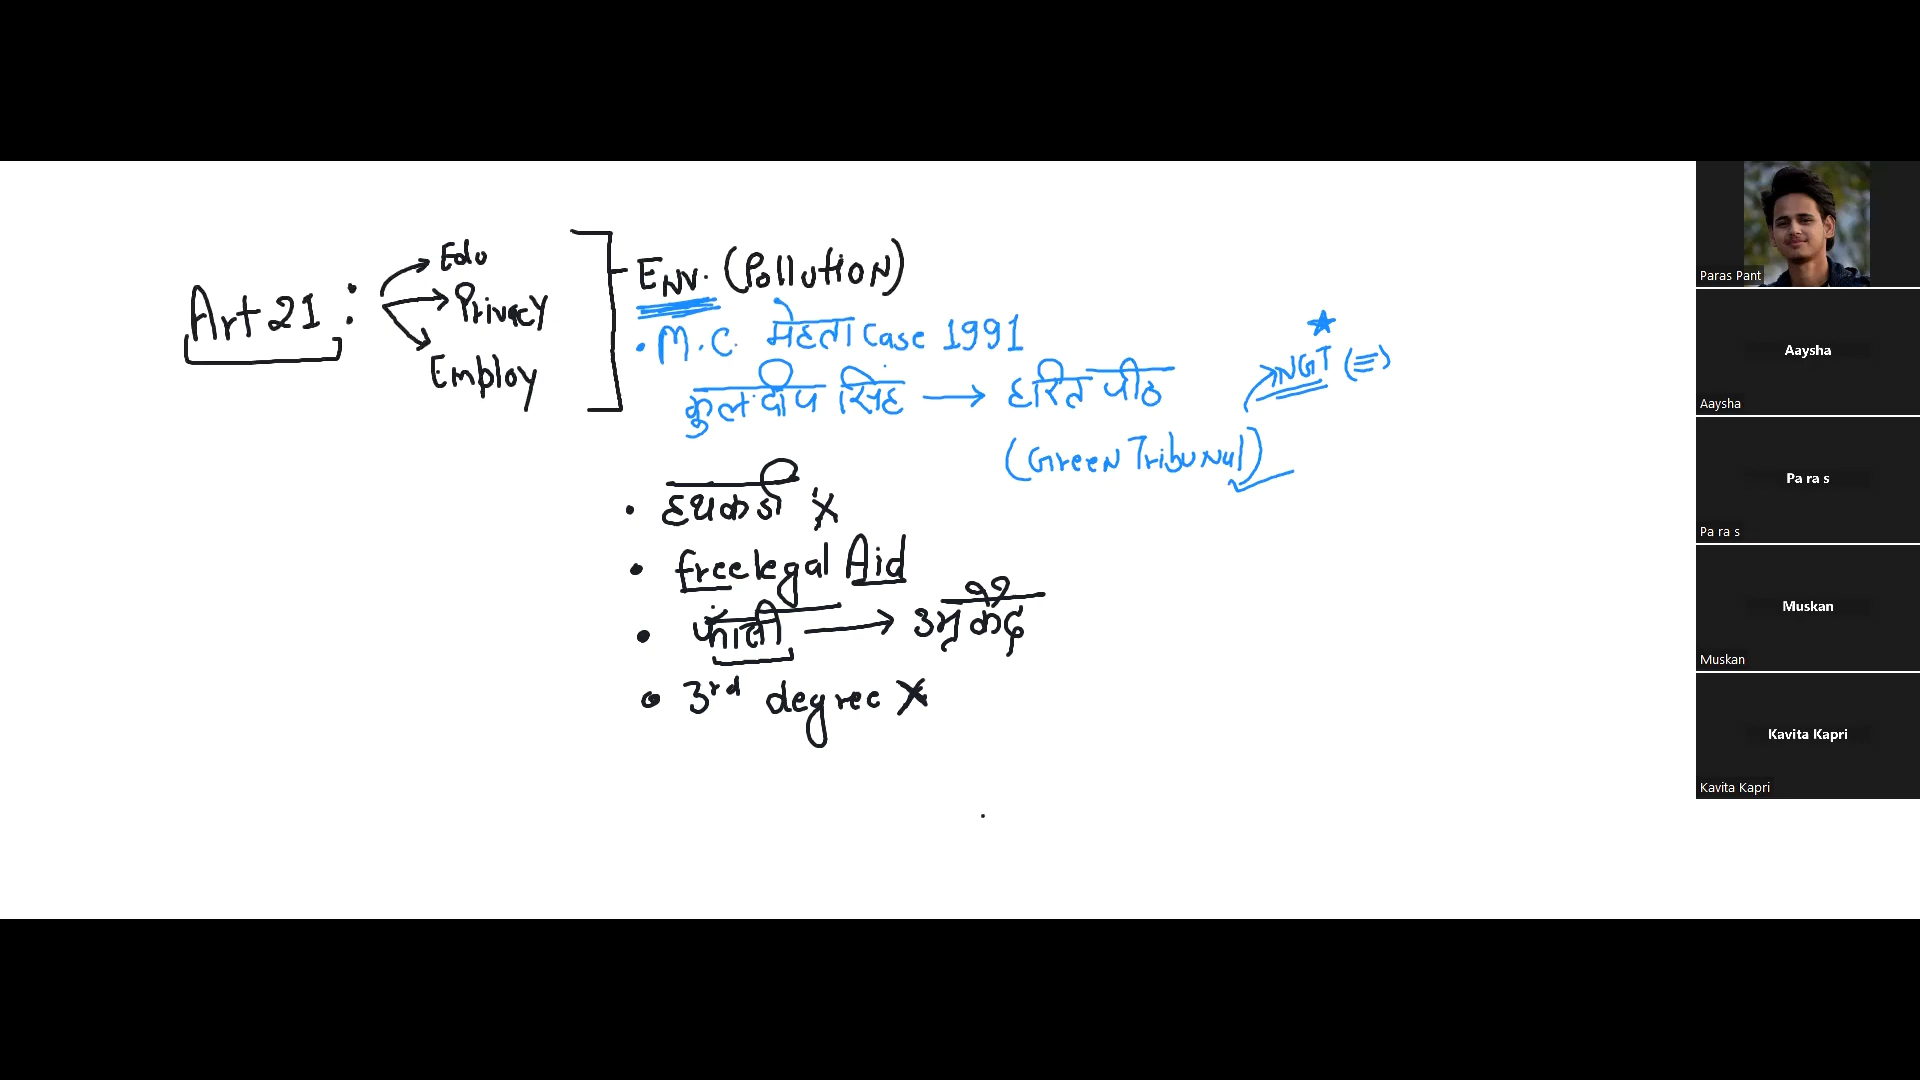 Art 21 :
Edu
Privacy
Employ
Env. (Pollution)
• M.C. मेहता Case 1991
कुलदीप सिंह → हरित पीठ
(Green Tribunal)
NGT
• हथकडी X
• free legal Aid
• फांसी → उम्रकैद
• 3rd degree X
Paras Pant
Aaysha
Aaysha
Pa ra s
Pa ra s
Muskan
Muskan
Kavita Kapri
Kavita Kapri